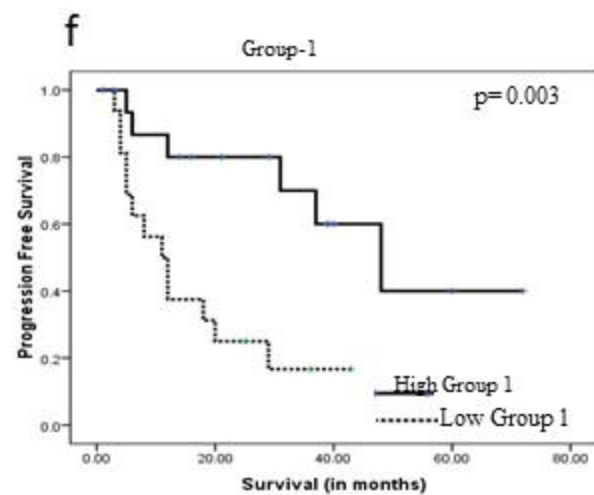 f
Group-1
p= 0.003
Progression Free Survival
1.0
0.8
0.6
0.4
0.2
0.0
High Group 1
Low Group 1
0.00 20.00 40.00 60.00 80.00
Survival (in months)